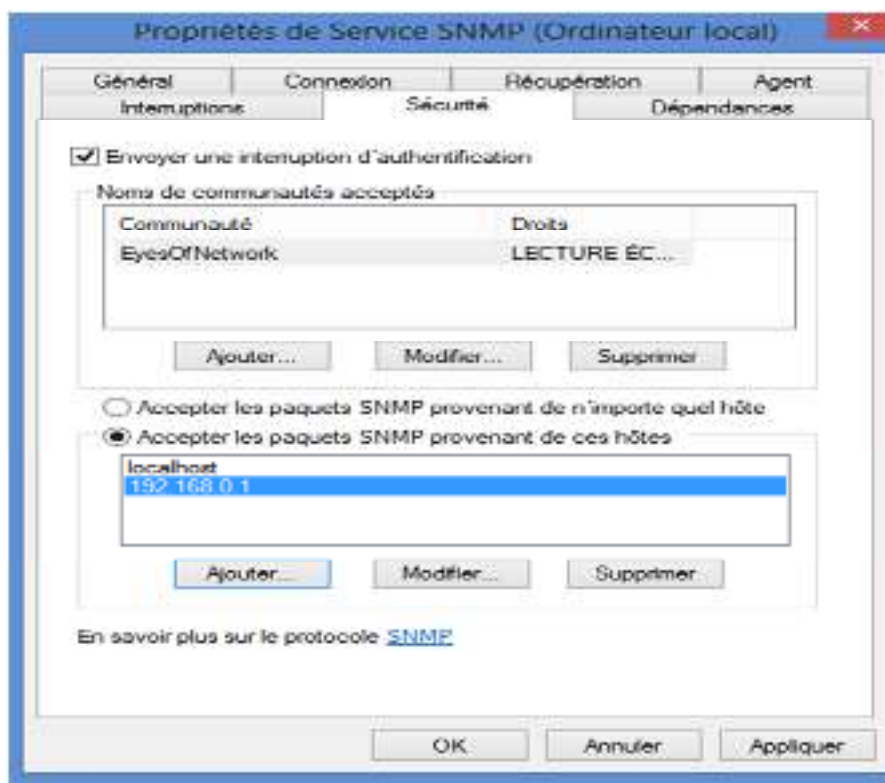 Propriétés de Service SNMP (Ordinateur local)
Général Connexion Récupération Agent
Interruptions Sécurité Dépendances
Envoyer une interruption d'authentification
Noms de communautés acceptés
Communauté Droits
EyesOfNetwork LECTURE ÉC...
Ajouter... Modifier... Supprimer
Accepter les paquets SNMP provenant de n'importe quel hôte
Accepter les paquets SNMP provenant de ces hôtes
localhost
192.168.0.1
Ajouter... Modifier... Supprimer
En savoir plus sur le protocole SNMP
OK Annuler Appliquer